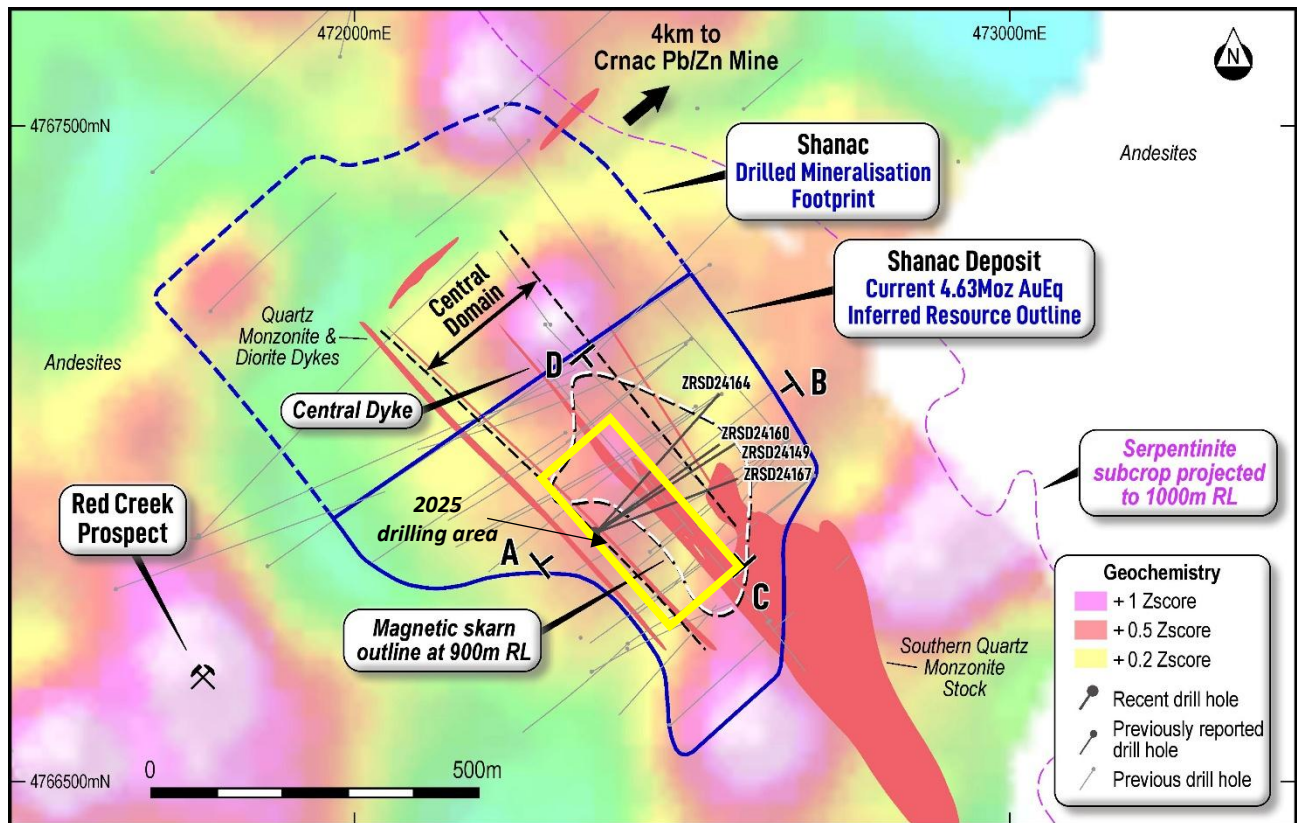 472000mE
473000mE
4km to
Crnac Pb/Zn Mine
N
4767500mN
Shanac
Drilled Mineralisation
Footprint
Andesites
Shanac Deposit
Current 4.63Moz AuEq
Inferred Resource Outline
Central
Domain
Quartz
Monzonite &
Diorite Dykes
Andesites
D
B
ZRSD24164
Central Dyke
ZRSD24160
ZRSD24149
ZRSD24167
Serpentinite
subcrop projected
to 1000m RL
2025
drilling area
Red Creek
Prospect
A
C
Magnetic skarn
outline at 900m RL
Southern Quartz
Monzonite
Stock
Geochemistry
+ 1 Zscore
+ 0.5 Zscore
+ 0.2 Zscore
Recent drill hole
Previously reported
drill hole
Previous drill hole
4766500mN
0
500m